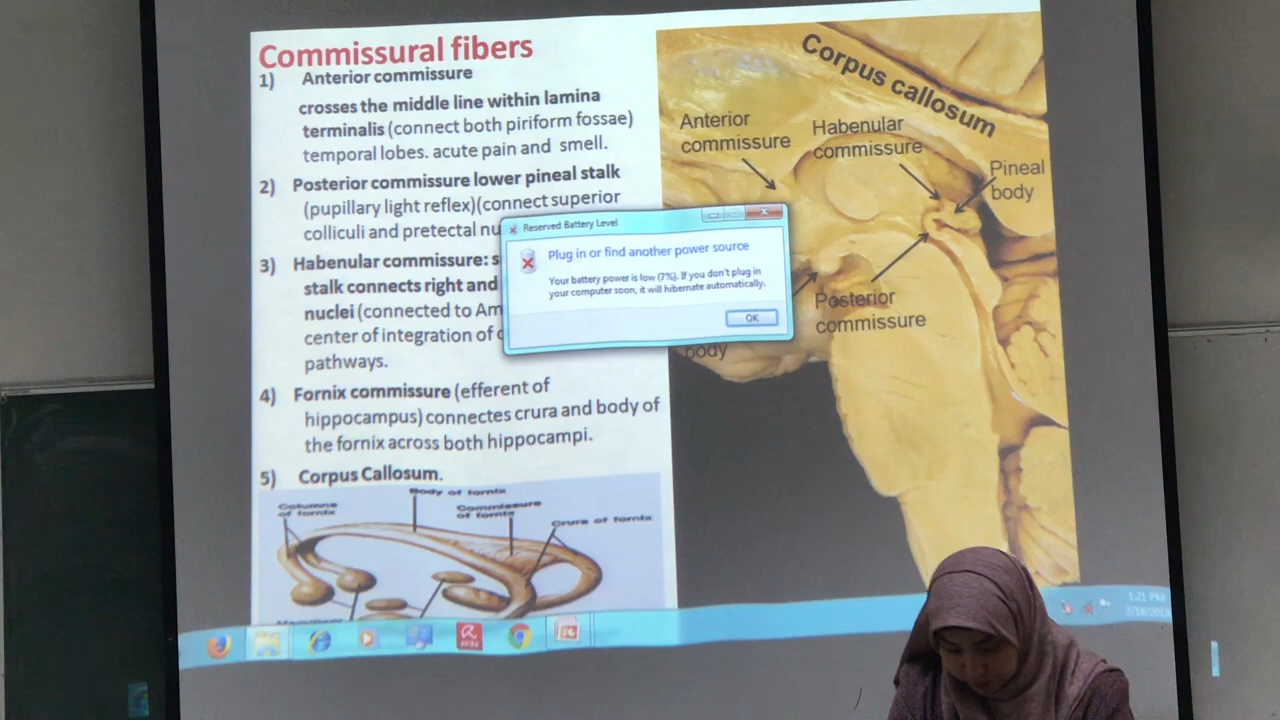 Commissural fibers
1) Anterior commissure
crosses the middle line within lamina
terminalis (connect both piriform fossae)
temporal lobes. acute pain and smell.
2) Posterior commissure lower pineal stalk
(pupillary light reflex)(connect superior
colliculi and pretectal nu
3) Habenular commissure: s
stalk connects right and
nuclei (connected to Am
center of integration of
pathways.
4) Fornix commissure (efferent of
hippocampus) connectes crura and body of
the fornix across both hippocampi.
5) Corpus Callosum.
Columns
of fornix
Body of fornix
Commissure
of fornix
Crura of fornix
Corpus callosum
Anterior
commissure
Habenular
commissure
Pineal
body
Posterior
commissure
body
Reserved Battery Level
Plug in or find another power source
Your battery power is low (7%). If you don't plug in
your computer soon, it will hibernate automatically.
OK
AVIRA
1:21 PM